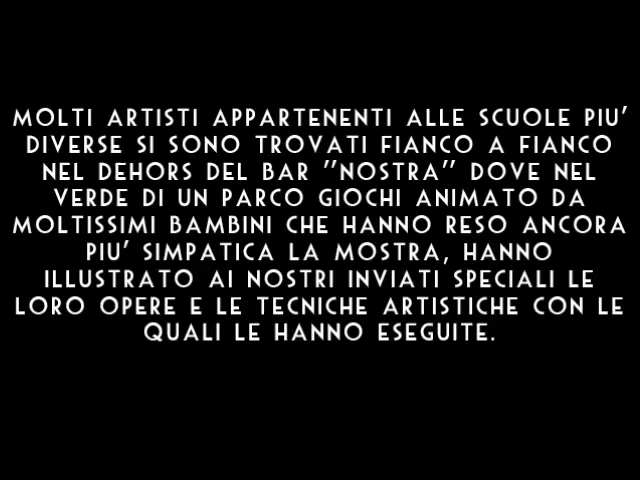 MOLTI ARTISTI APPARTENENTI ALLE SCUOLE PIU'
DIVERSE SI SONO TROVATI FIANCO A FIANCO
NEL DEHORS DEL BAR "NOSTRA" DOVE NEL
VERDE DI UN PARCO GIOCHI ANIMATO DA
MOLTISSIMI BAMBINI CHE HANNO RESO ANCORA
PIU' SIMPATICA LA MOSTRA, HANNO
ILLUSTRATO AI NOSTRI INVIATI SPECIALI LE
LORO OPERE E LE TECNICHE ARTISTICHE CON LE
QUALI LE HANNO ESEGUITE.